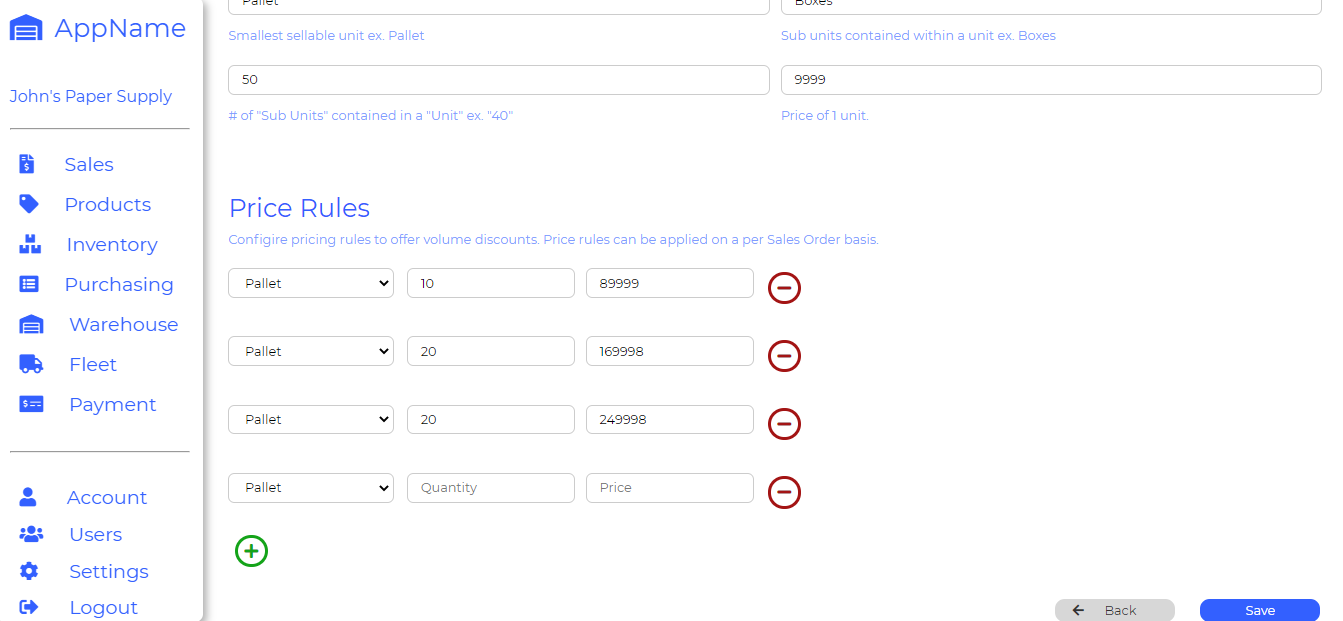 AppName
John's Paper Supply
Sales
Products
Inventory
Purchasing
Warehouse
Fleet
Payment
Account
Users
Settings
Logout
Pallet Boxes
Smallest sellable unit ex. Pallet Sub units contained within a unit ex. Boxes
50 9999
# of "Sub Units" contained in a "Unit" ex. "40" Price of 1 unit.
Price Rules
Configire pricing rules to offer volume discounts. Price rules can be applied on a per Sales Order basis.
Pallet 10 89999
Pallet 20 169998
Pallet 20 249998
Pallet Quantity Price
Back Save